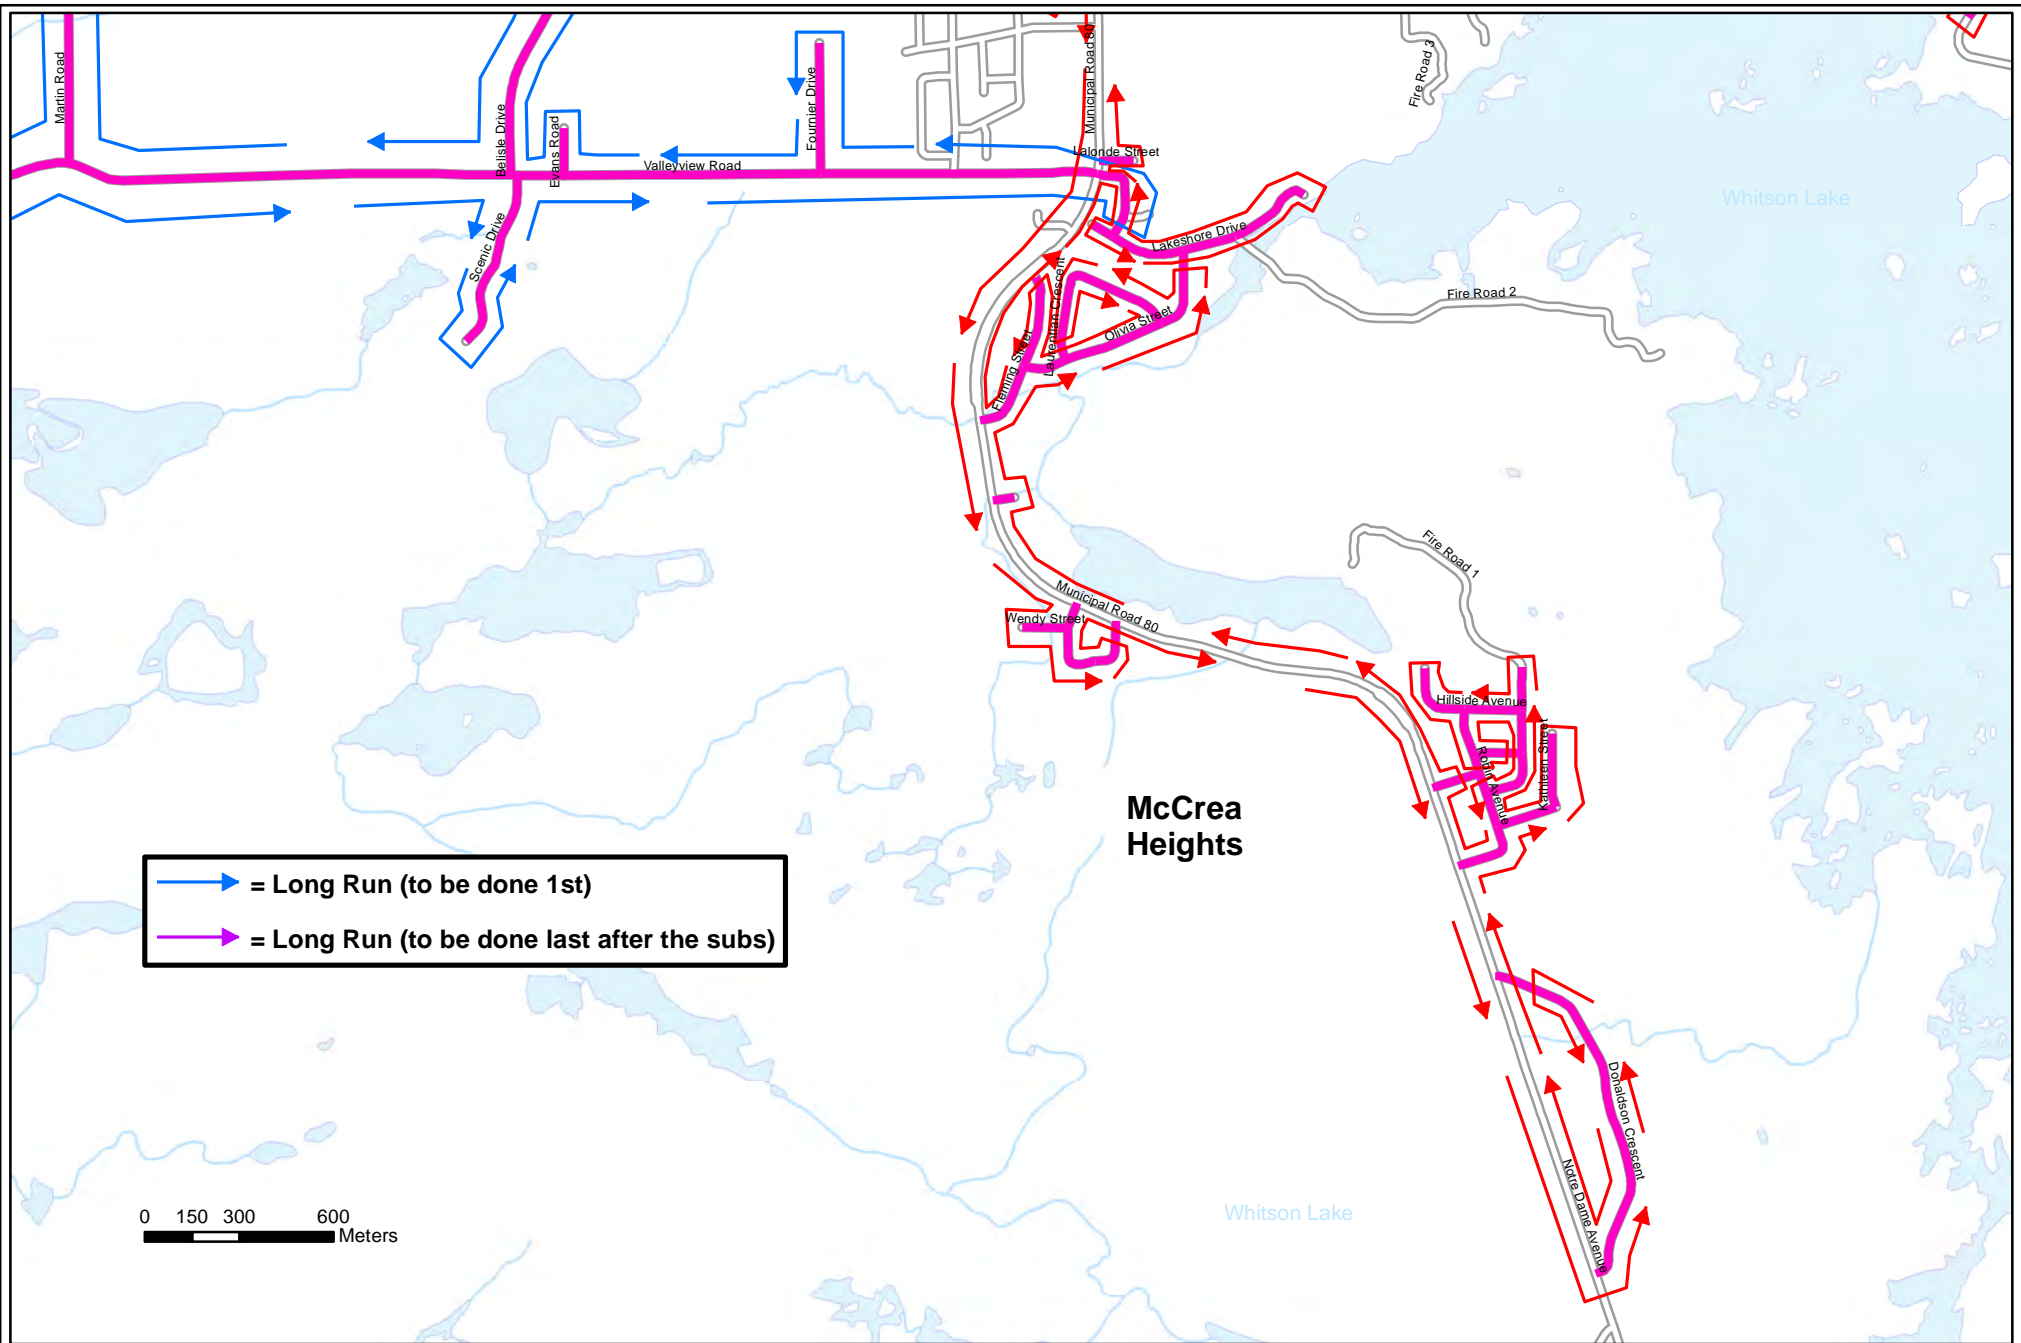 Martin Road
Belisle Drive
Evans Road
Fournier Drive
Municipal Road 80
Fire Road 3
Valleyview Road
Lalonde Street
Whitson Lake
Scenic Drive
Lakeshore Drive
Fire Road 2
Laurentian Crescent
Olivia Street
Fleming Street
Fire Road 1
Municipal Road 80
Wendy Street
Hillside Avenue
Robin Avenue
Kathleen Street
McCrea
Heights
= Long Run (to be done 1st)
= Long Run (to be done last after the subs)
Donaldson Crescent
Notre Dame Avenue
Whitson Lake
0 150 300 600
Meters